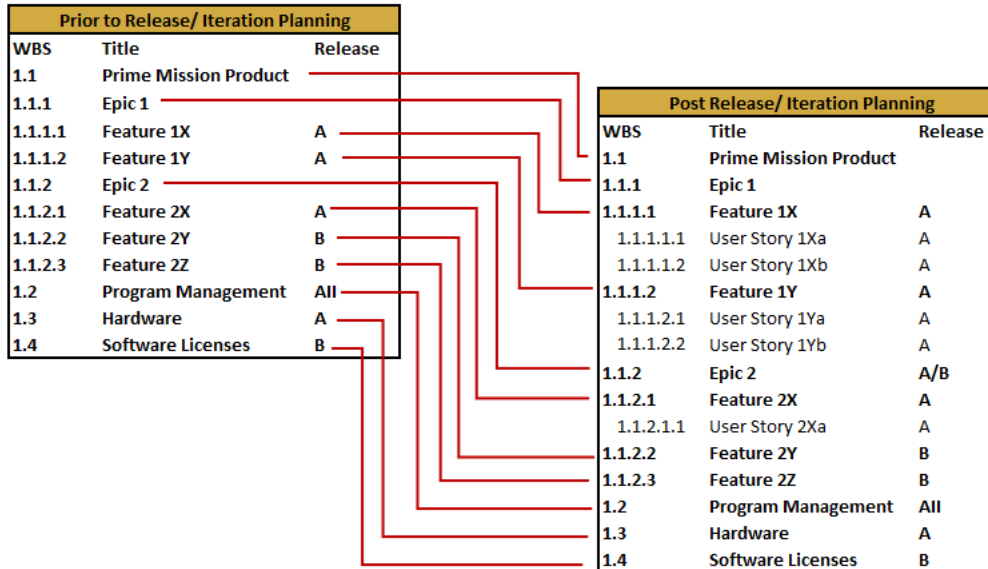 Prior to Release/ Iteration Planning
WBS Title Release
1.1 Prime Mission Product
1.1.1 Epic 1
1.1.1.1 Feature 1X A
1.1.1.2 Feature 1Y A
1.1.2 Epic 2
1.1.2.1 Feature 2X A
1.1.2.2 Feature 2Y B
1.1.2.3 Feature 2Z B
1.2 Program Management All
1.3 Hardware A
1.4 Software Licenses B
Post Release/ Iteration Planning
WBS Title Release
1.1 Prime Mission Product
1.1.1 Epic 1
1.1.1.1 Feature 1X A
1.1.1.1.1 User Story 1Xa A
1.1.1.1.2 User Story 1Xb A
1.1.1.2 Feature 1Y A
1.1.1.2.1 User Story 1Ya A
1.1.1.2.2 User Story 1Yb A
1.1.2 Epic 2 A/B
1.1.2.1 Feature 2X A
1.1.2.1.1 User Story 2Xa A
1.1.2.2 Feature 2Y B
1.1.2.3 Feature 2Z B
1.2 Program Management All
1.3 Hardware A
1.4 Software Licenses B